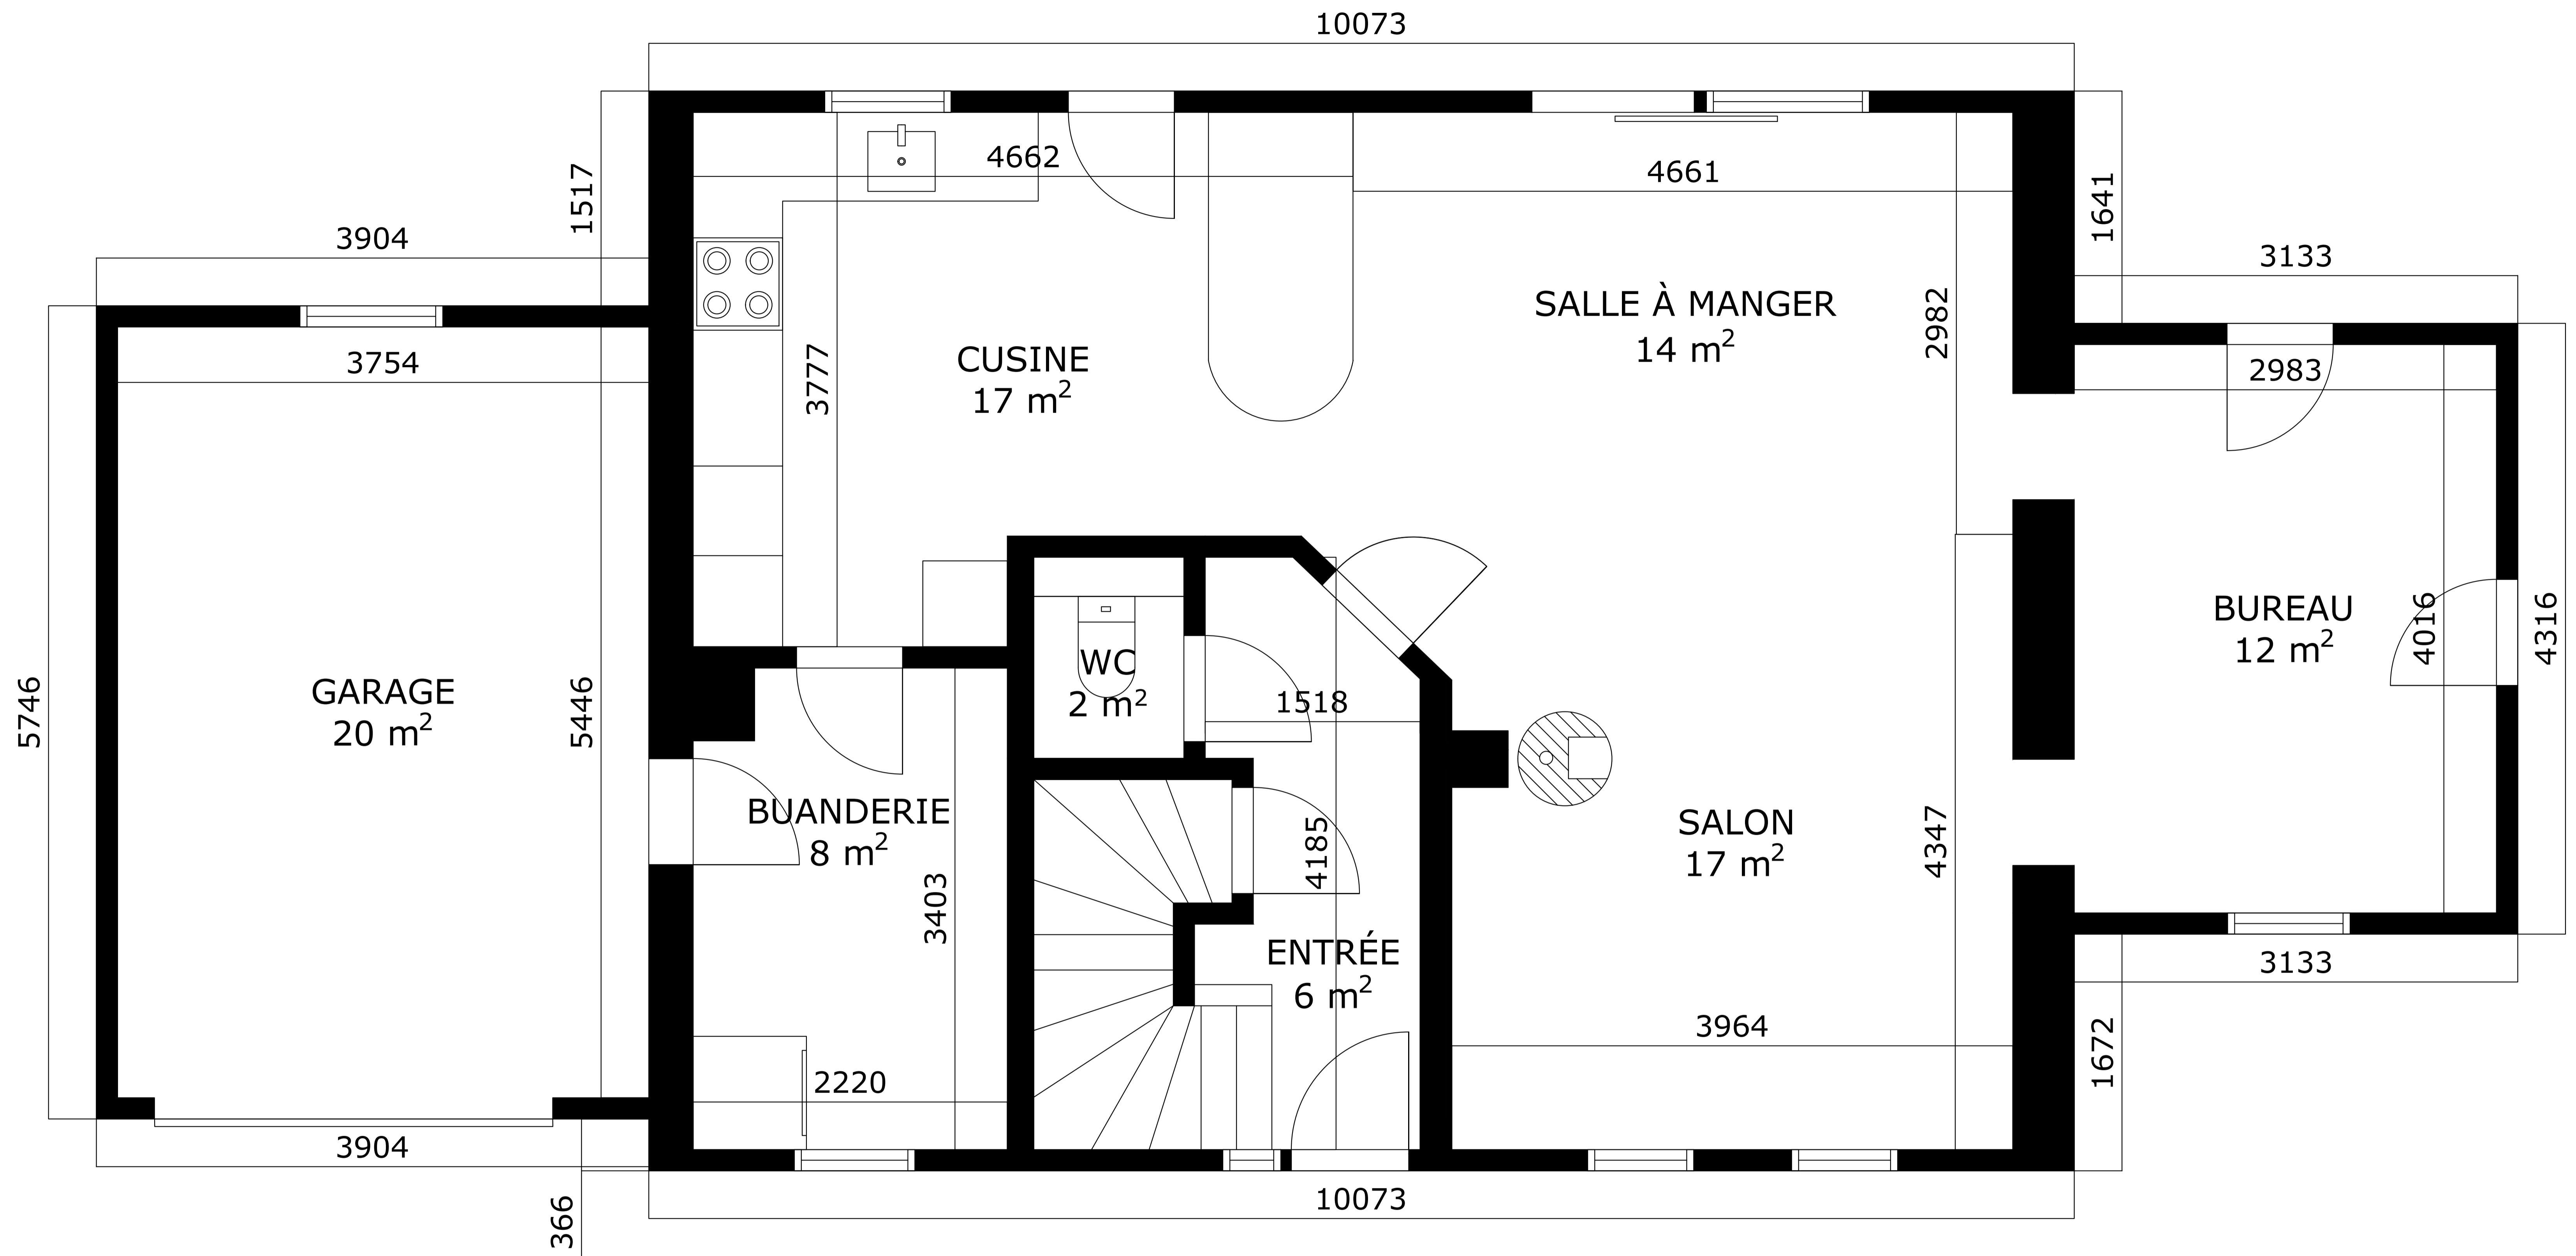 10073
1517
4662
4661
1641
3904
3133
3754
3777
CUSINE
17 m²
SALLE À MANGER
14 m²
2982
2983
GARAGE
20 m²
5746
5446
WC
2 m²
1518
BUREAU
12 m²
4016
4316
BUANDERIE
8 m²
3403
4185
SALON
17 m²
4347
ENTRÉE
6 m²
3133
3964
1672
2220
3904
366
10073